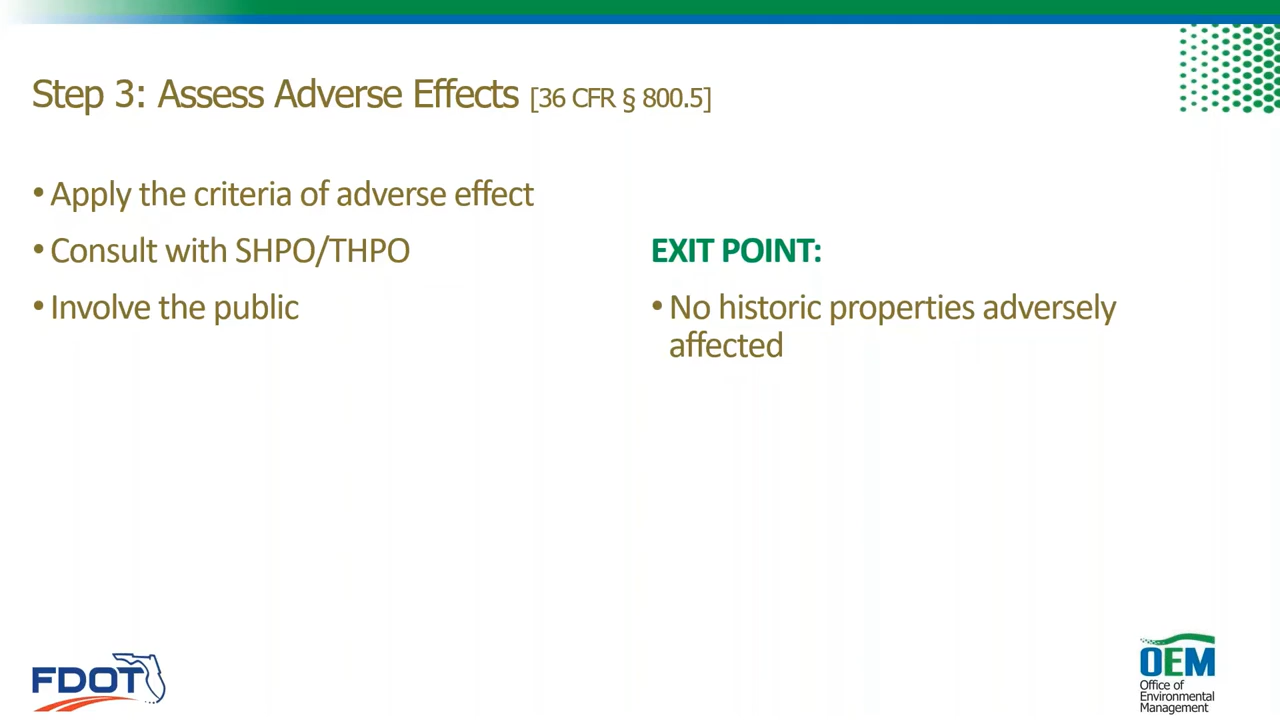 Step 3: Assess Adverse Effects [36 CFR § 800.5]
• Apply the criteria of adverse effect
• Consult with SHPO/THPO
• Involve the public
EXIT POINT:
• No historic properties adversely
affected
FDOT
OEM
Office of
Environmental
Management